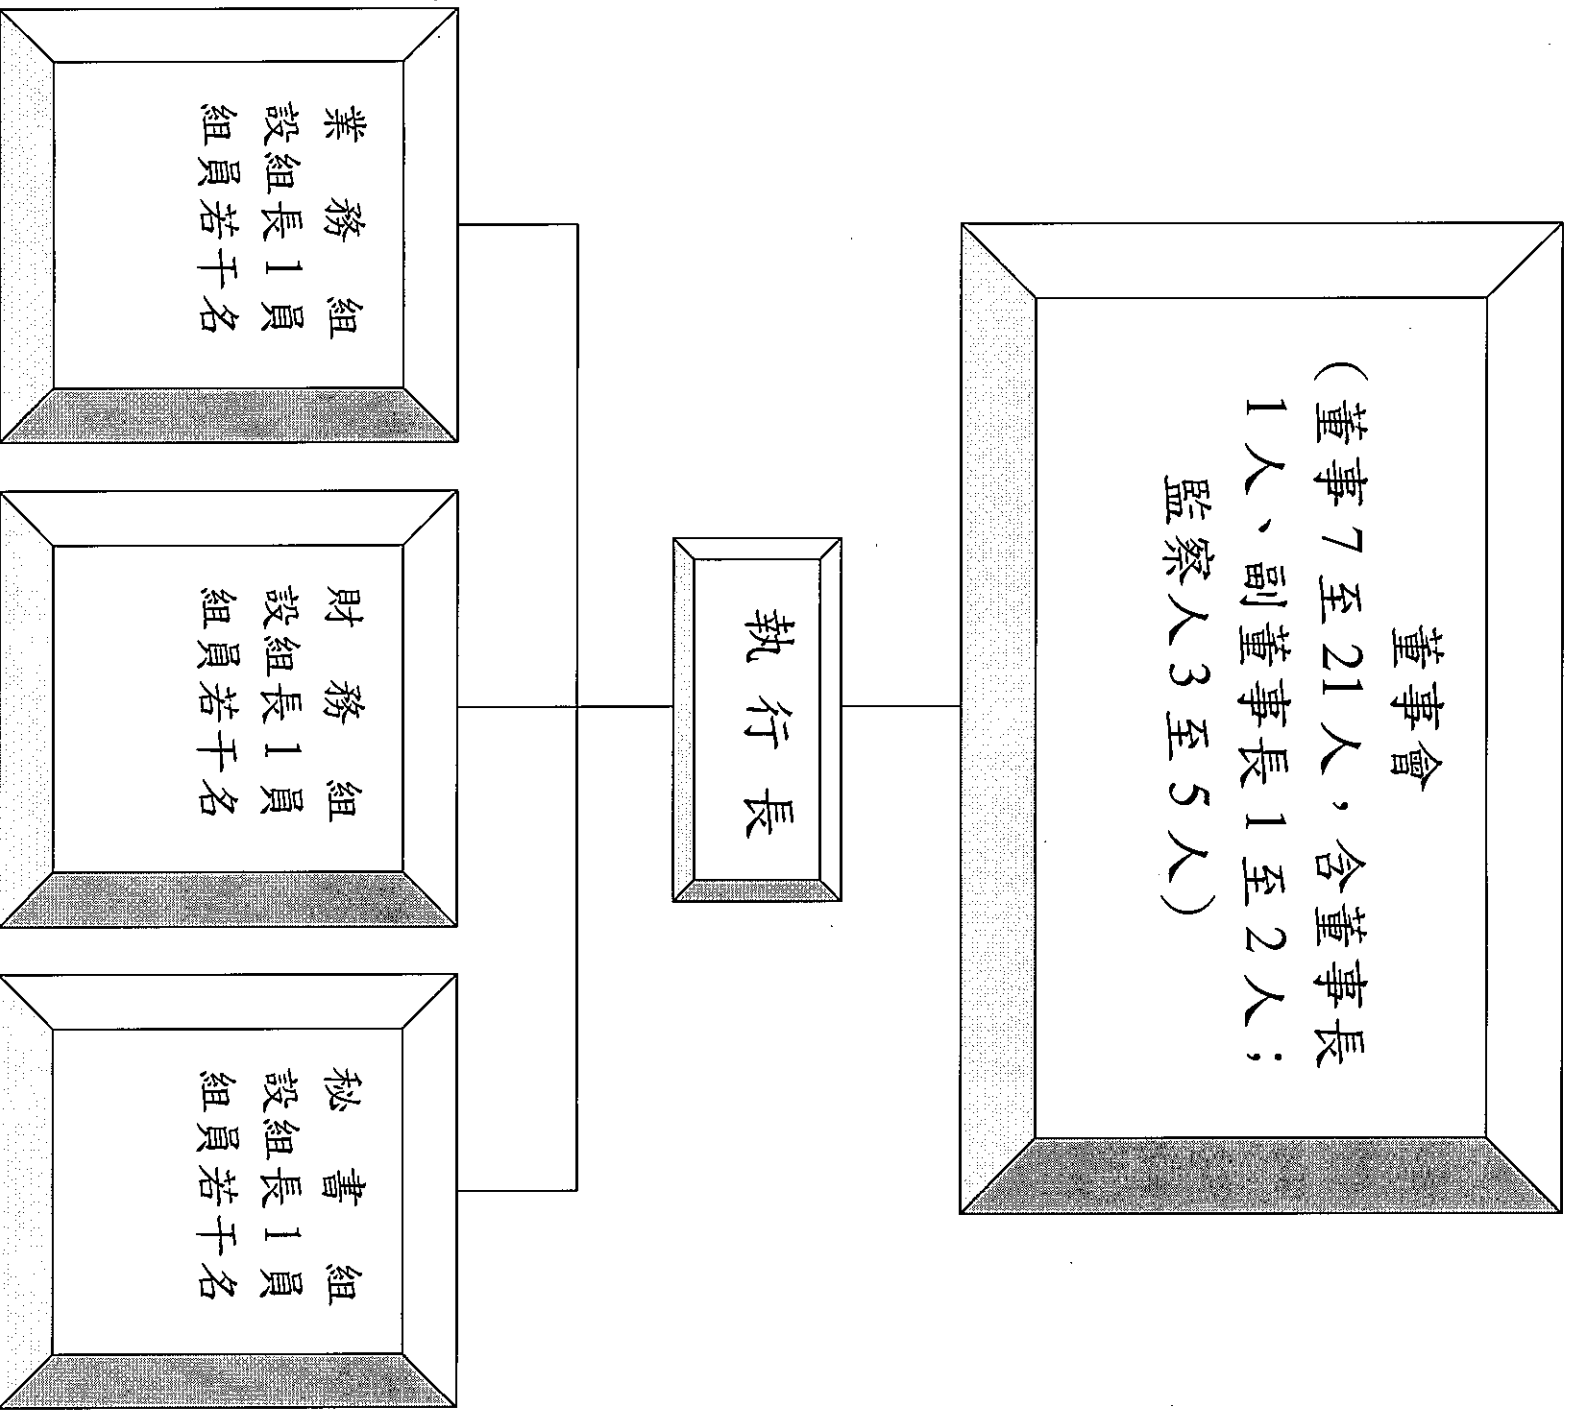 董事會
(董事7至21人，含董事長
1人、副董事長1至2人；
監察人3至5人)
執行長
業務組
設組長1員
組員若干名
財務組
設組長1員
組員若干名
秘書組
設組長1員
組員若干名